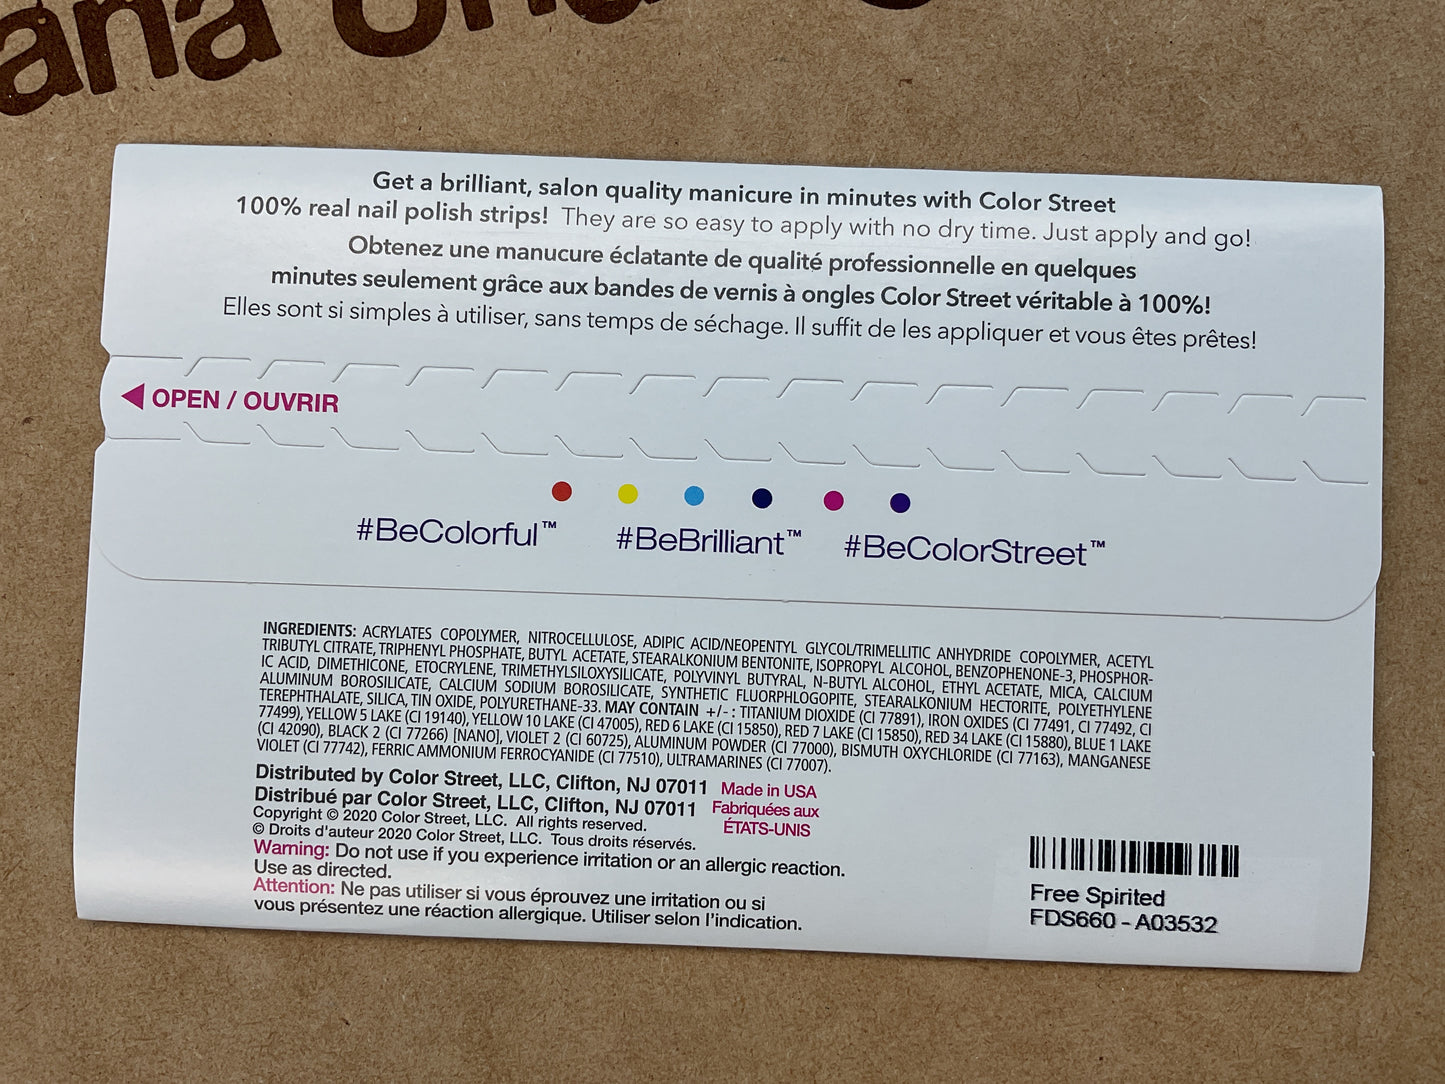 ana
Get a brilliant, salon quality manicure in minutes with Color Street
100% real nail polish strips! They are so easy to apply with no dry time. Just apply and go!
Obtenez une manucure éclatante de qualité professionnelle en quelques
minutes seulement grâce aux bandes de vernis à ongles Color Street véritable à 100%!
Elles sont si simples à utiliser, sans temps de séchage. Il suffit de les appliquer et vous êtes prêtes!
OPEN / OUVRIR
#BeColorful™ #BeBrilliant™ #BeColorStreet™
INGREDIENTS: ACRYLATES COPOLYMER, NITROCELLULOSE, ADIPIC ACID/NEOPENTYL GLYCOL/TRIMELLITIC ANHYDRIDE COPOLYMER, ACETYL
TRIBUTYL CITRATE, TRIPHENYL PHOSPHATE, BUTYL ACETATE, STEARALKONIUM BENTONITE, ISOPROPYL ALCOHOL, BENZOPHENONE-3, PHOSPHOR-
IC ACID, DIMETHICONE, ETOCRYLENE, TRIMETHYLSILOXYSILICATE, POLYVINYL BUTYRAL, N-BUTYL ALCOHOL, ETHYL ACETATE, MICA, CALCIUM
ALUMINUM BOROSILICATE, CALCIUM SODIUM BOROSILICATE, SYNTHETIC FLUORPHLOGOPITE, STEARALKONIUM HECTORITE, POLYETHYLENE
TEREPHTHALATE, SILICA, TIN OXIDE, POLYURETHANE-33. MAY CONTAIN +/- : TITANIUM DIOXIDE (CI 77891), IRON OXIDES (CI 77491, CI 77492, CI
77499), YELLOW 5 LAKE (CI 19140), YELLOW 10 LAKE (CI 47005), RED 6 LAKE (CI 15850), RED 7 LAKE (CI 15850), RED 34 LAKE (CI 15880), BLUE 1 LAKE
(CI 42090), BLACK 2 (CI 77266) [NANO], VIOLET 2 (CI 60725), ALUMINUM POWDER (CI 77000), BISMUTH OXYCHLORIDE (CI 77163), MANGANESE
VIOLET (CI 77742), FERRIC AMMONIUM FERROCYANIDE (CI 77510), ULTRAMARINES (CI 77007).
Distributed by Color Street, LLC, Clifton, NJ 07011 Made in USA
Distribué par Color Street, LLC, Clifton, NJ 07011 Fabriquées aux
ÉTATS-UNIS
Copyright © 2020 Color Street, LLC. All rights reserved.
© Droits d'auteur 2020 Color Street, LLC. Tous droits réservés.
Warning: Do not use if you experience irritation or an allergic reaction.
Use as directed.
Attention: Ne pas utiliser si vous éprouvez une irritation ou si
vous présentez une réaction allergique. Utiliser selon l'indication.
Free Spirited
FDS660 - A03532